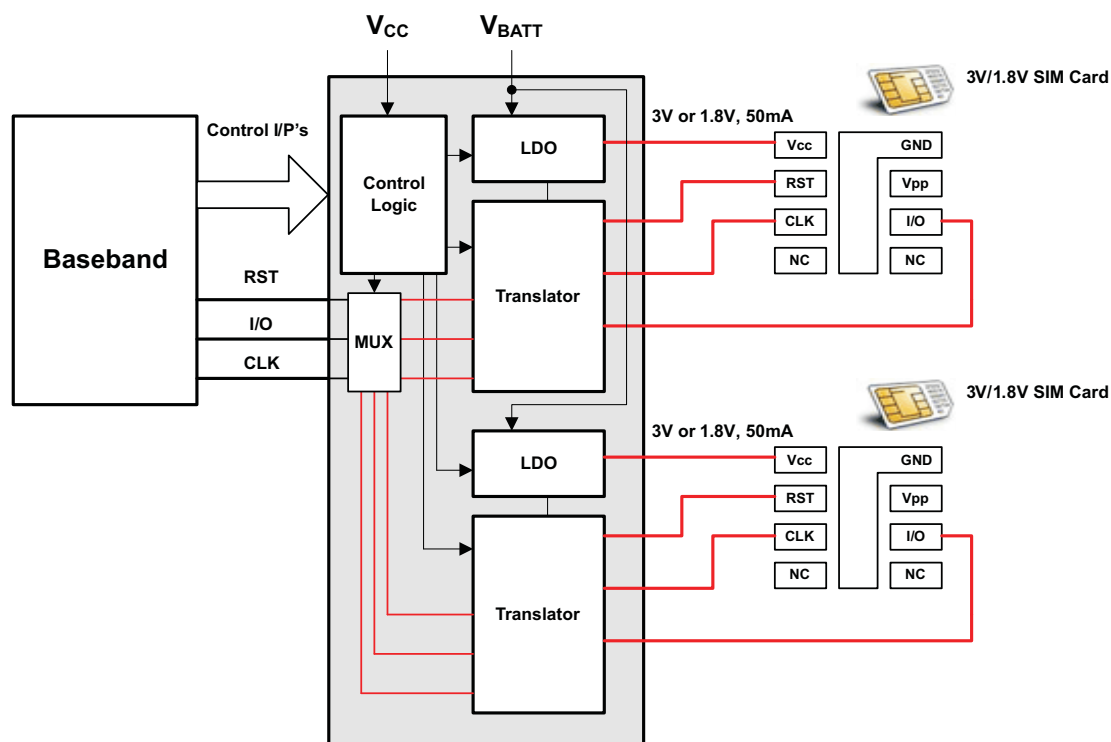 VCC
VBATT
3V/1.8V SIM Card
Control I/P's
3V or 1.8V, 50mA
LDO
Control
Logic
Vcc
GND
RST
Vpp
CLK
I/O
NC
NC
Baseband
RST
I/O
CLK
MUX
Translator
3V/1.8V SIM Card
3V or 1.8V, 50mA
LDO
Vcc
GND
RST
Vpp
CLK
I/O
NC
NC
Translator